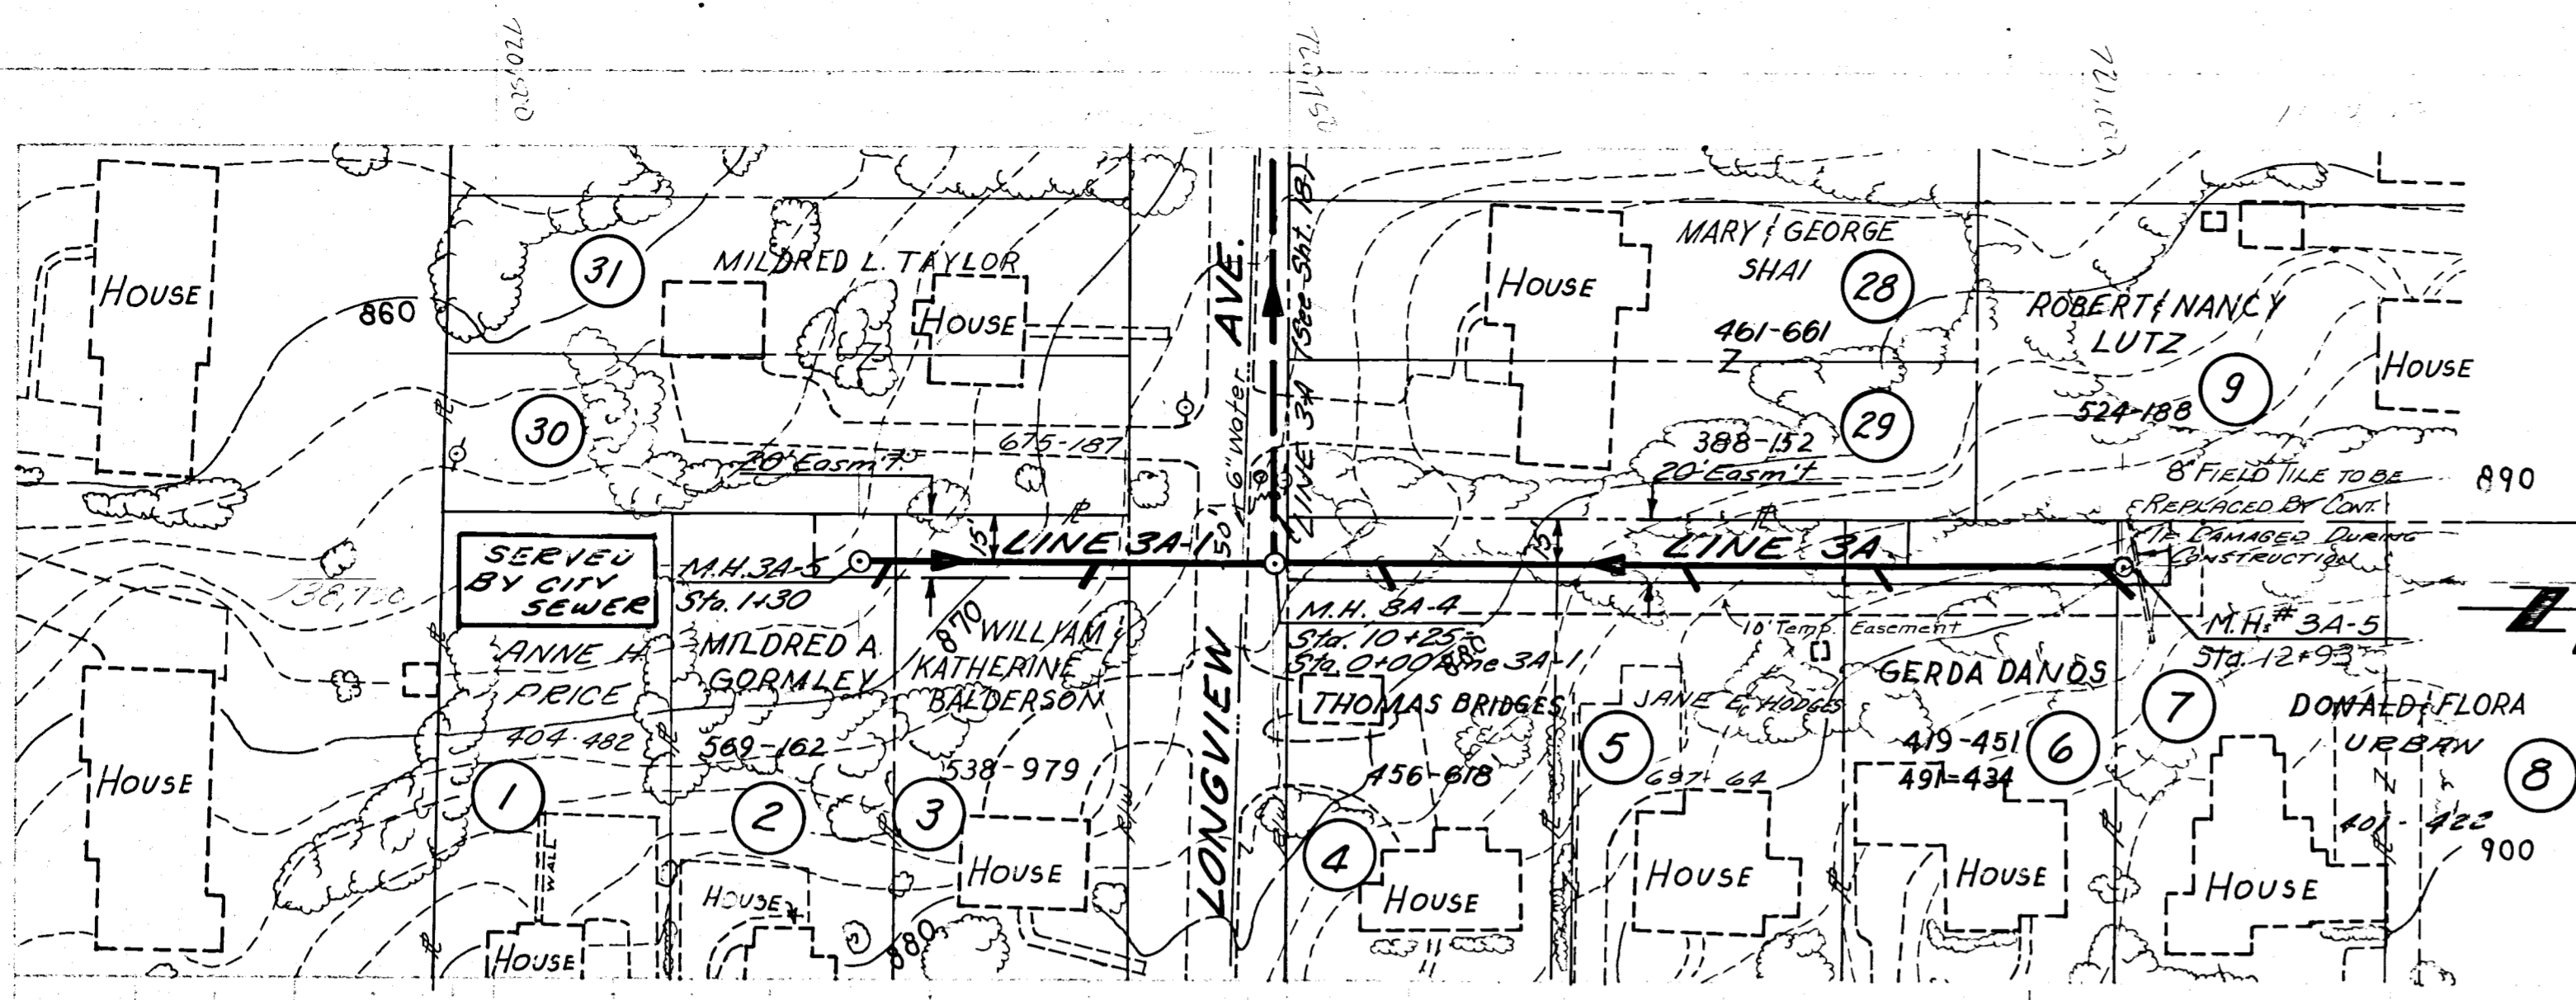 720,500
HOUSE
860
31
MILDRED L. TAYLOR
HOUSE
30
675-187
20' Easm't.
AVE.
6" Water
LINE 3A (See Sht. 18)
HOUSE
MARY & GEORGE
SHAI
28
461-661
29
388-152
20' Easm't
ROBERT & NANCY
LUTZ
9
524-188
HOUSE
8" FIELD TILE TO BE
REPLACED BY CONT.
IF DAMAGED DURING
CONSTRUCTION
890
SERVED
BY CITY
SEWER
M.H. 3A-5
Sta. 1+30
15'
LINE 3A-1
50'
15'
LINE 3A
M.H. 3A-4
Sta. 10+25=
Sta. 0+00 Line 3A-1
10' Temp. Easement
M.H. # 3A-5
Sta. 12+93
ANNE H.
PRICE
404-482
1
MILDRED A.
GORMLEY
569-162
2
870
WILLIAM
KATHERINE
BALDERSON
538-979
3
LONGVIEW
880
THOMAS BRIDGES
456-618
4
5
JANE E. HODGES
697-64
GERDA DANOS
419-451
491-434
6
7
DONALD & FLORA
URBAN
401-422
8
900
HOUSE
WALL
HOUSE
HOUSE
880
HOUSE
HOUSE
HOUSE
HOUSE
HOUSE